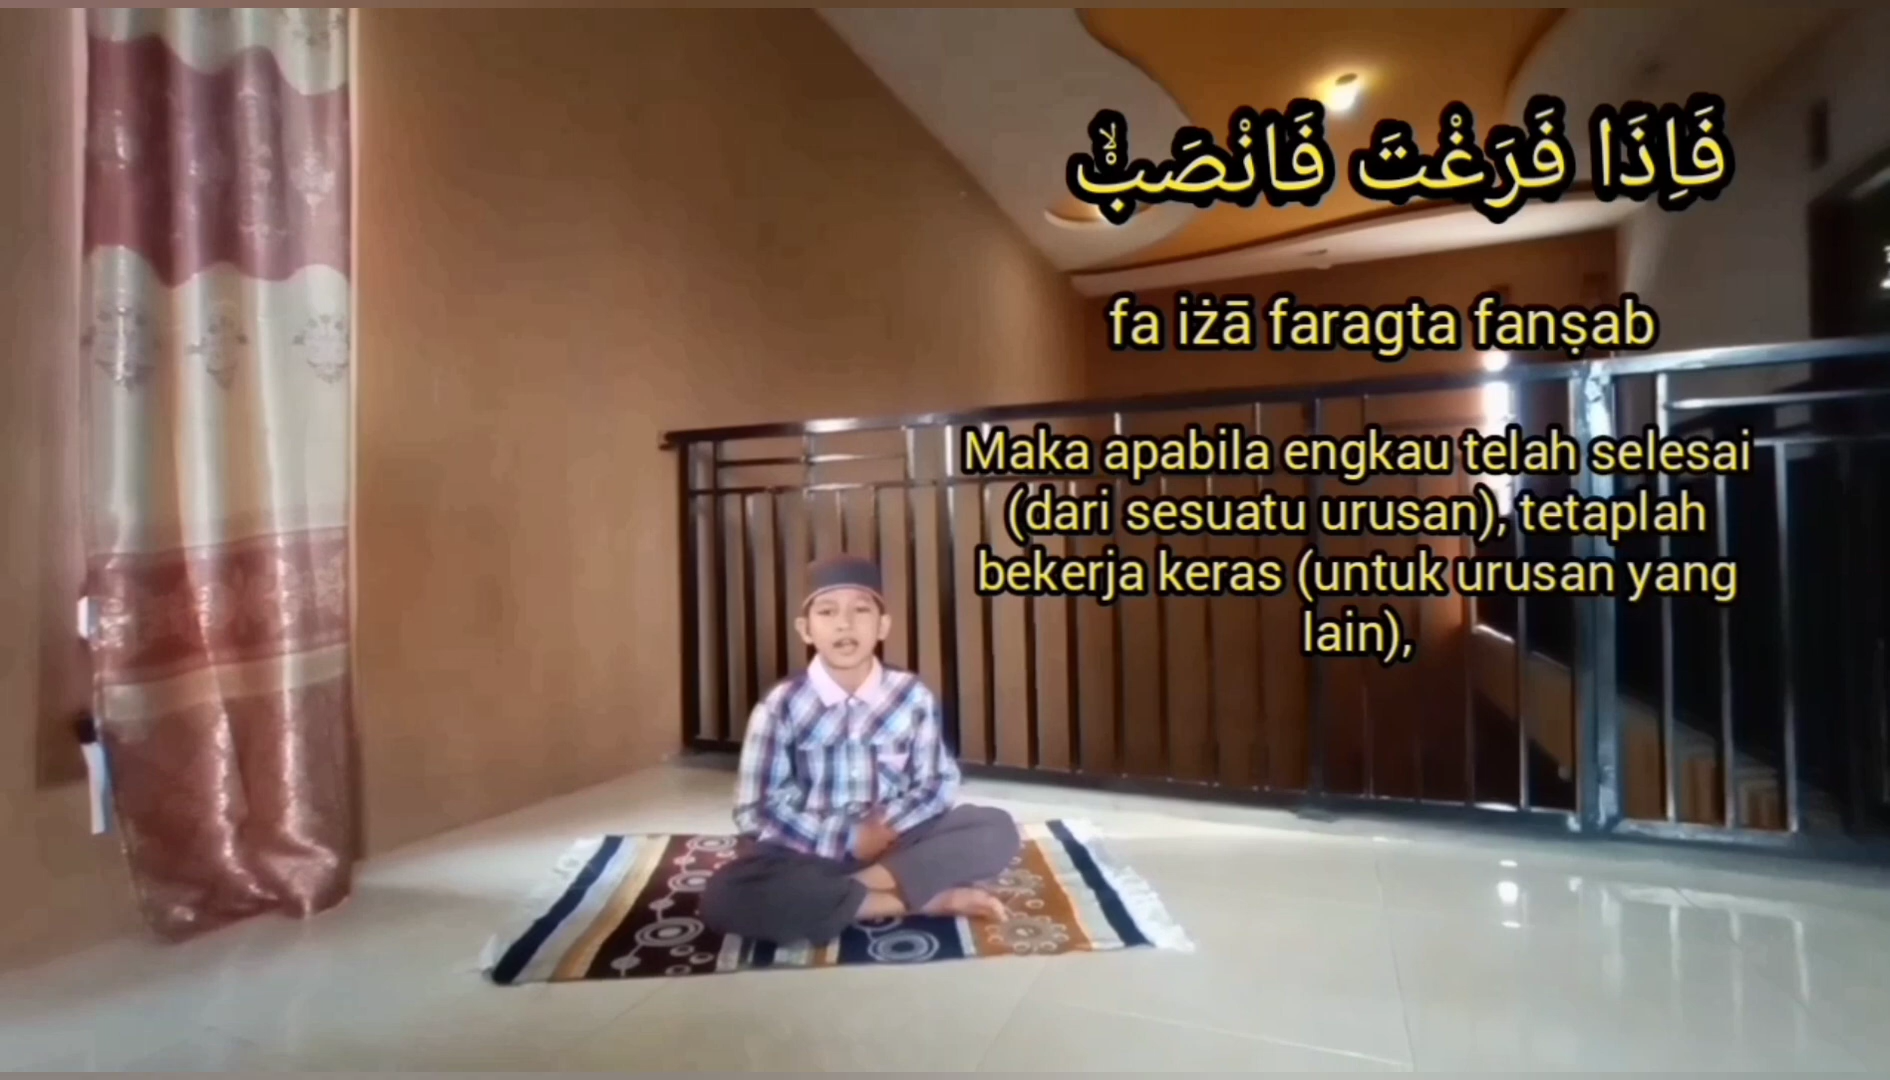 فَاِذَا فَرَغْتَ فَانْصَبْۙ
fa iżā faragta fanṣab
Maka apabila engkau telah selesai
(dari sesuatu urusan), tetaplah
bekerja keras (untuk urusan yang
lain),